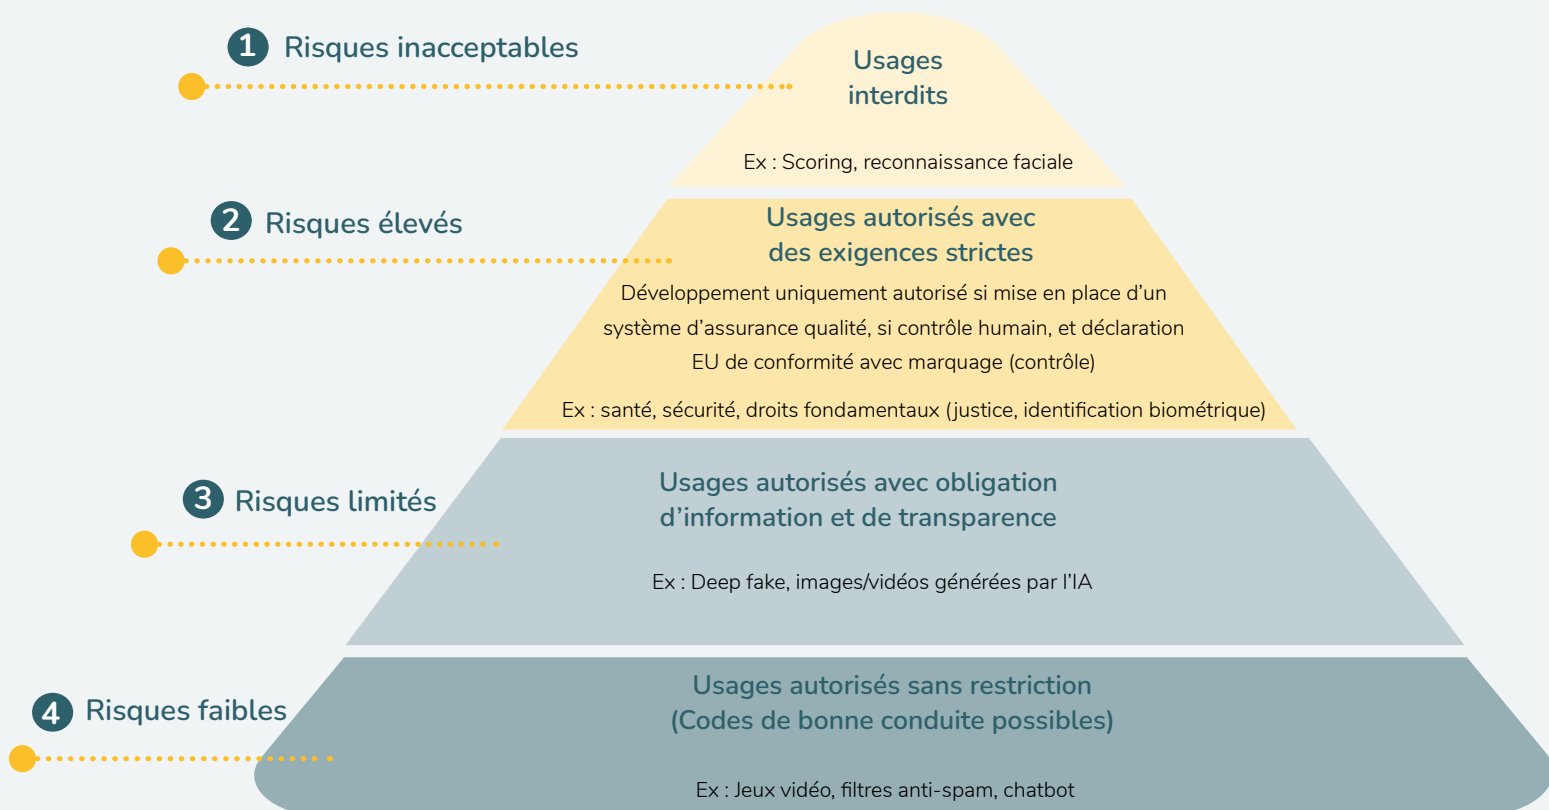 1 Risques inacceptables
Usages
interdits
Ex : Scoring, reconnaissance faciale
2 Risques élevés
Usages autorisés avec
des exigences strictes
Développement uniquement autorisé si mise en place d’un
système d’assurance qualité, si contrôle humain, et déclaration
EU de conformité avec marquage (contrôle)
Ex : santé, sécurité, droits fondamentaux (justice, identification biométrique)
3 Risques limités
Usages autorisés avec obligation
d’information et de transparence
Ex : Deep fake, images/vidéos générées par l’IA
4 Risques faibles
Usages autorisés sans restriction
(Codes de bonne conduite possibles)
Ex : Jeux vidéo, filtres anti-spam, chatbot